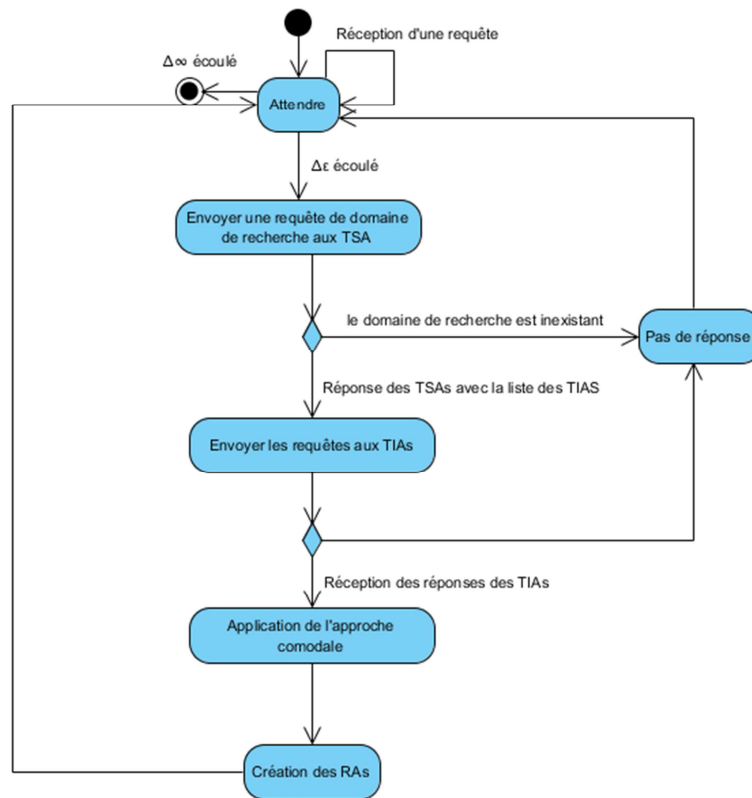 Réception d'une requête
Δ∞ écoulé
Attendre
Δε écoulé
Envoyer une requête de domaine
de recherche aux TSA
le domaine de recherche est inexistant
Pas de réponse
Réponse des TSAs avec la liste des TIAS
Envoyer les requêtes aux TIAs
Réception des réponses des TIAs
Application de l'approche
comodale
Création des RAs